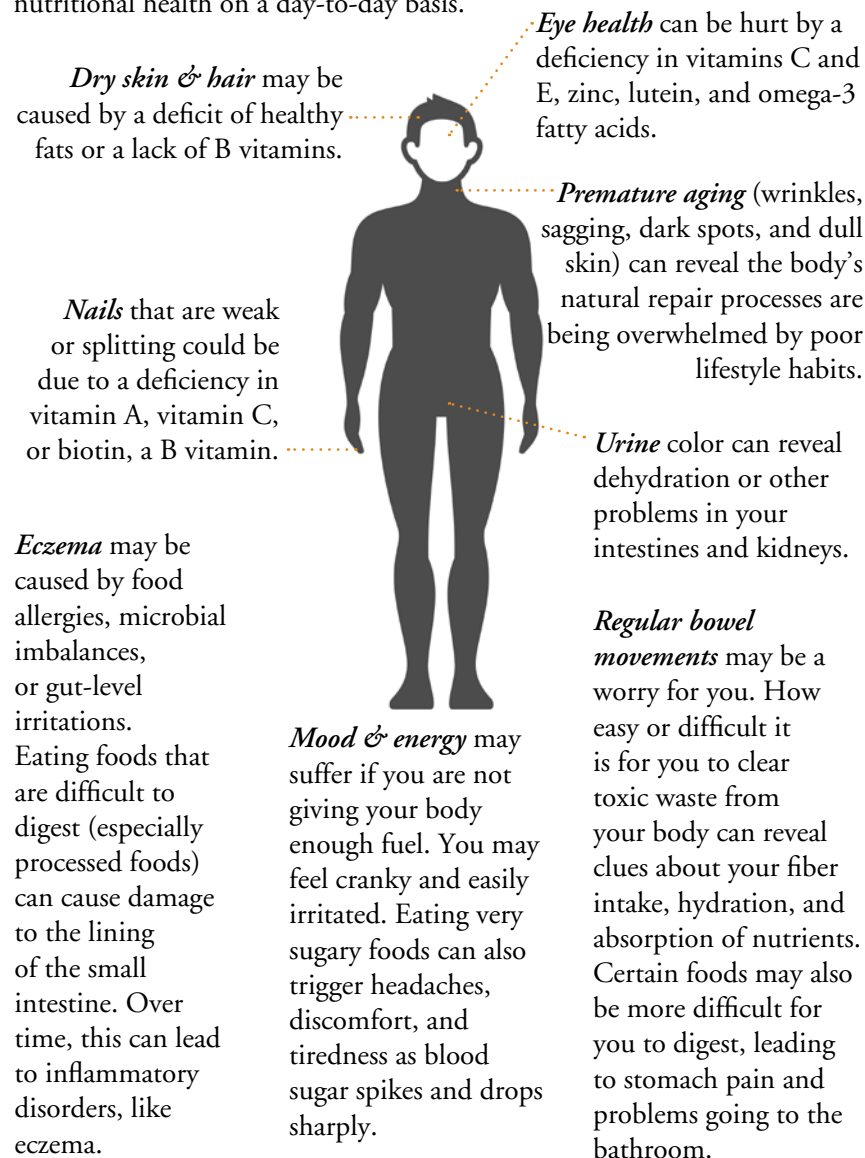 nutritional health on a day-to-day basis.
Dry skin & hair may be
caused by a deficit of healthy
fats or a lack of B vitamins.
Eye health can be hurt by a
deficiency in vitamins C and
E, zinc, lutein, and omega-3
fatty acids.
Premature aging (wrinkles,
sagging, dark spots, and dull
skin) can reveal the body’s
natural repair processes are
being overwhelmed by poor
lifestyle habits.
Nails that are weak
or splitting could be
due to a deficiency in
vitamin A, vitamin C,
or biotin, a B vitamin.
Urine color can reveal
dehydration or other
problems in your
intestines and kidneys.
Eczema may be
caused by food
allergies, microbial
imbalances,
or gut-level
irritations.
Eating foods that
are difficult to
digest (especially
processed foods)
can cause damage
to the lining
of the small
intestine. Over
time, this can lead
to inflammatory
disorders, like
eczema.
Mood & energy may
suffer if you are not
giving your body
enough fuel. You may
feel cranky and easily
irritated. Eating very
sugary foods can also
trigger headaches,
discomfort, and
tiredness as blood
sugar spikes and drops
sharply.
Regular bowel
movements may be a
worry for you. How
easy or difficult it
is for you to clear
toxic waste from
your body can reveal
clues about your fiber
intake, hydration, and
absorption of nutrients.
Certain foods may also
be more difficult for
you to digest, leading
to stomach pain and
problems going to the
bathroom.